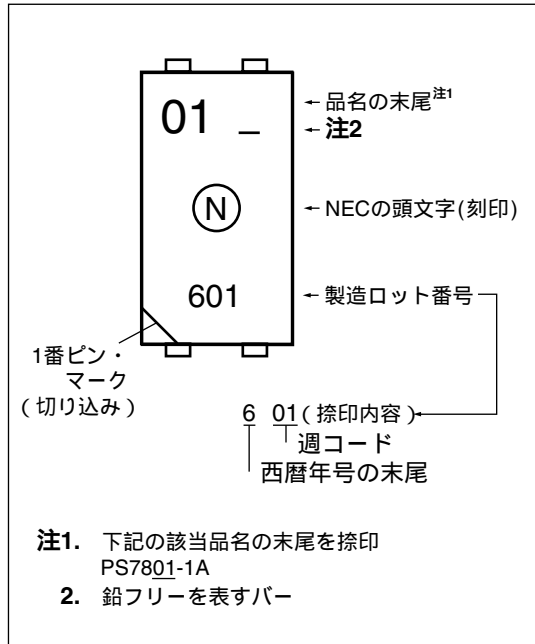 01 _
← 品名の末尾注1
← 注2
N
← NECの頭文字(刻印)
601
← 製造ロット番号
1番ピン・
マーク
(切り込み)
6 01(捺印内容)
週コード
西暦年号の末尾
注1. 下記の該当品名の末尾を捺印
PS7801-1A
2. 鉛フリーを表すバー